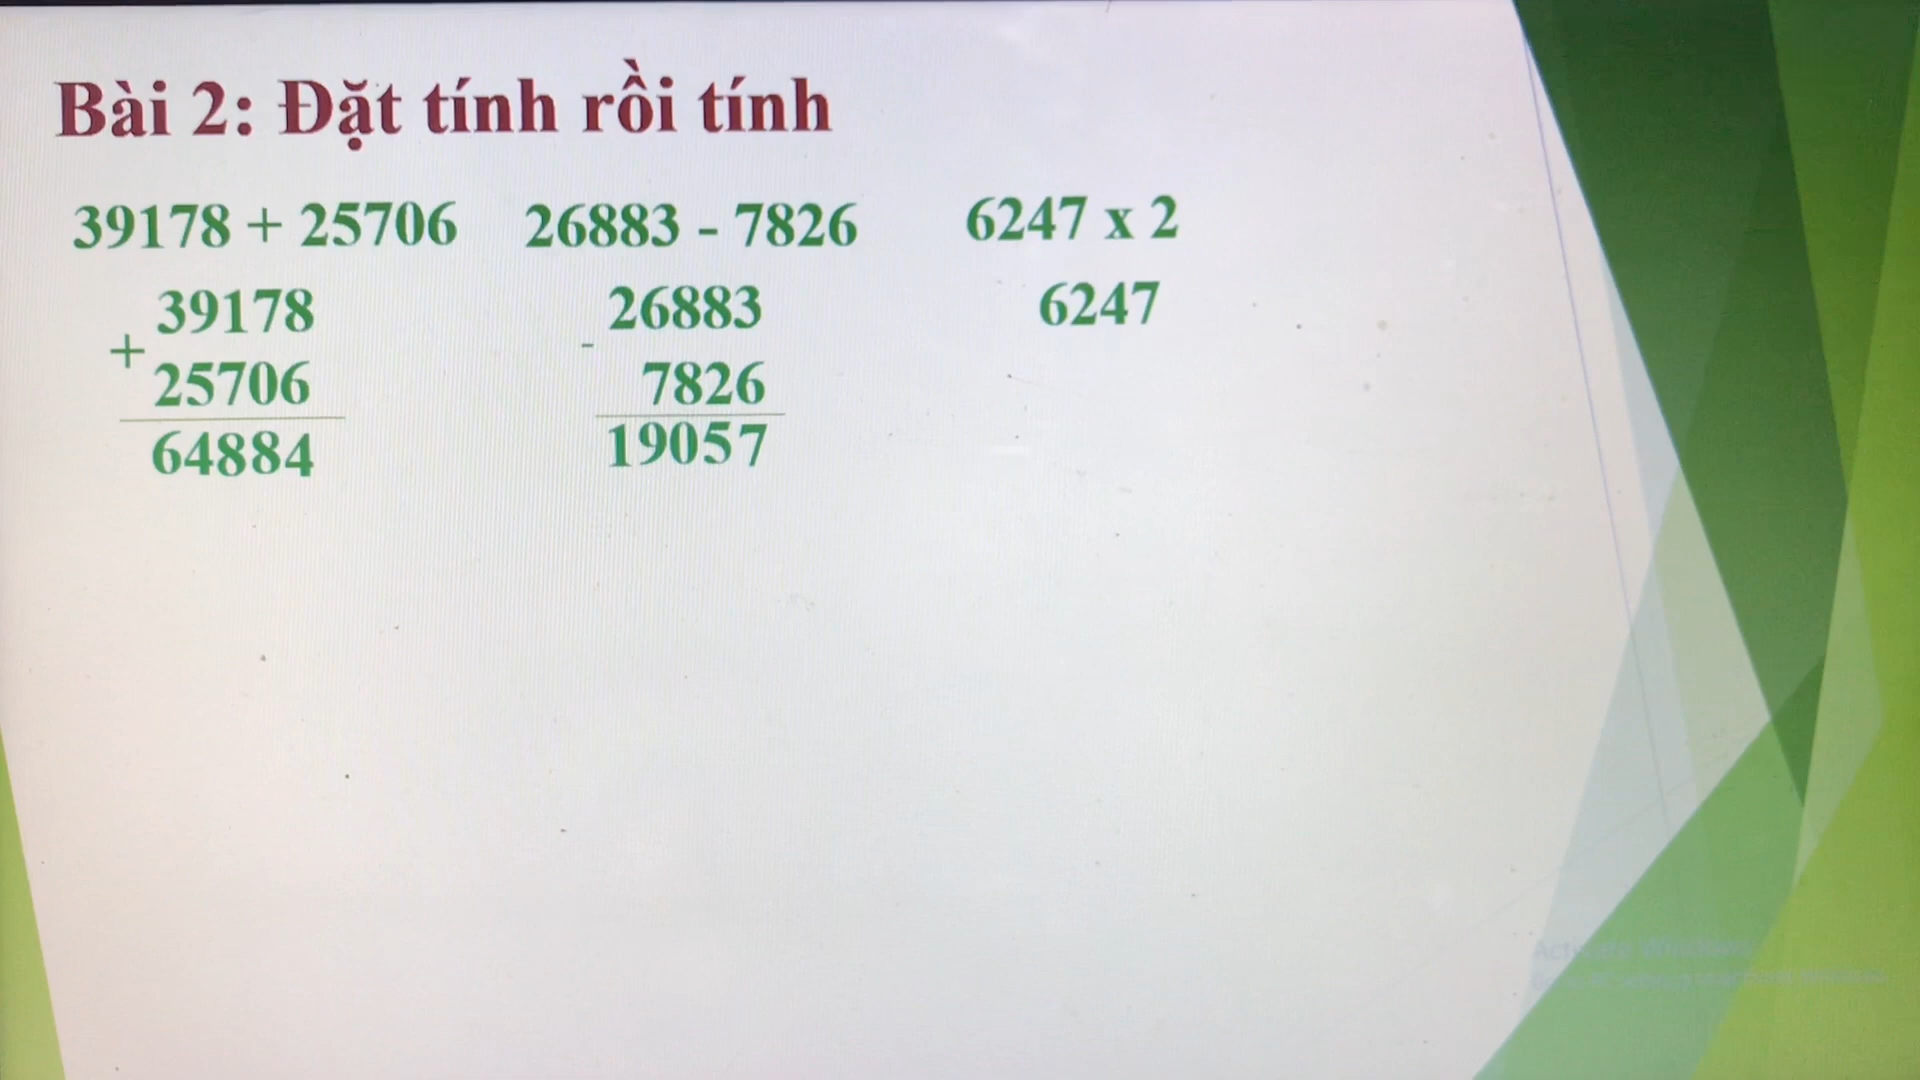 Bài 2: Đặt tính rồi tính
39178 + 25706 26883 - 7826 6247 x 2
39178 26883 6247
+ -
25706 7826
64884 19057